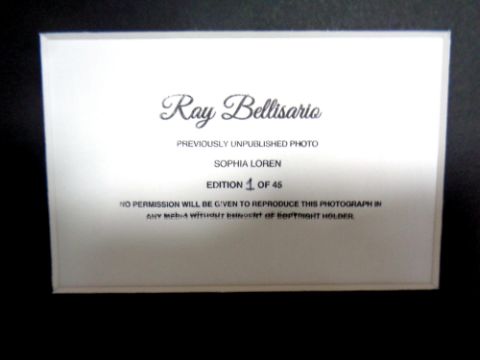 Ray Bellisario
PREVIOUSLY UNPUBLISHED PHOTO
SOPHIA LOREN
EDITION 1 OF 45
NO PERMISSION WILL BE GIVEN TO REPRODUCE THIS PHOTOGRAPH IN
ANY MEDIA WITHOUT OF COPYRIGHT HOLDER.